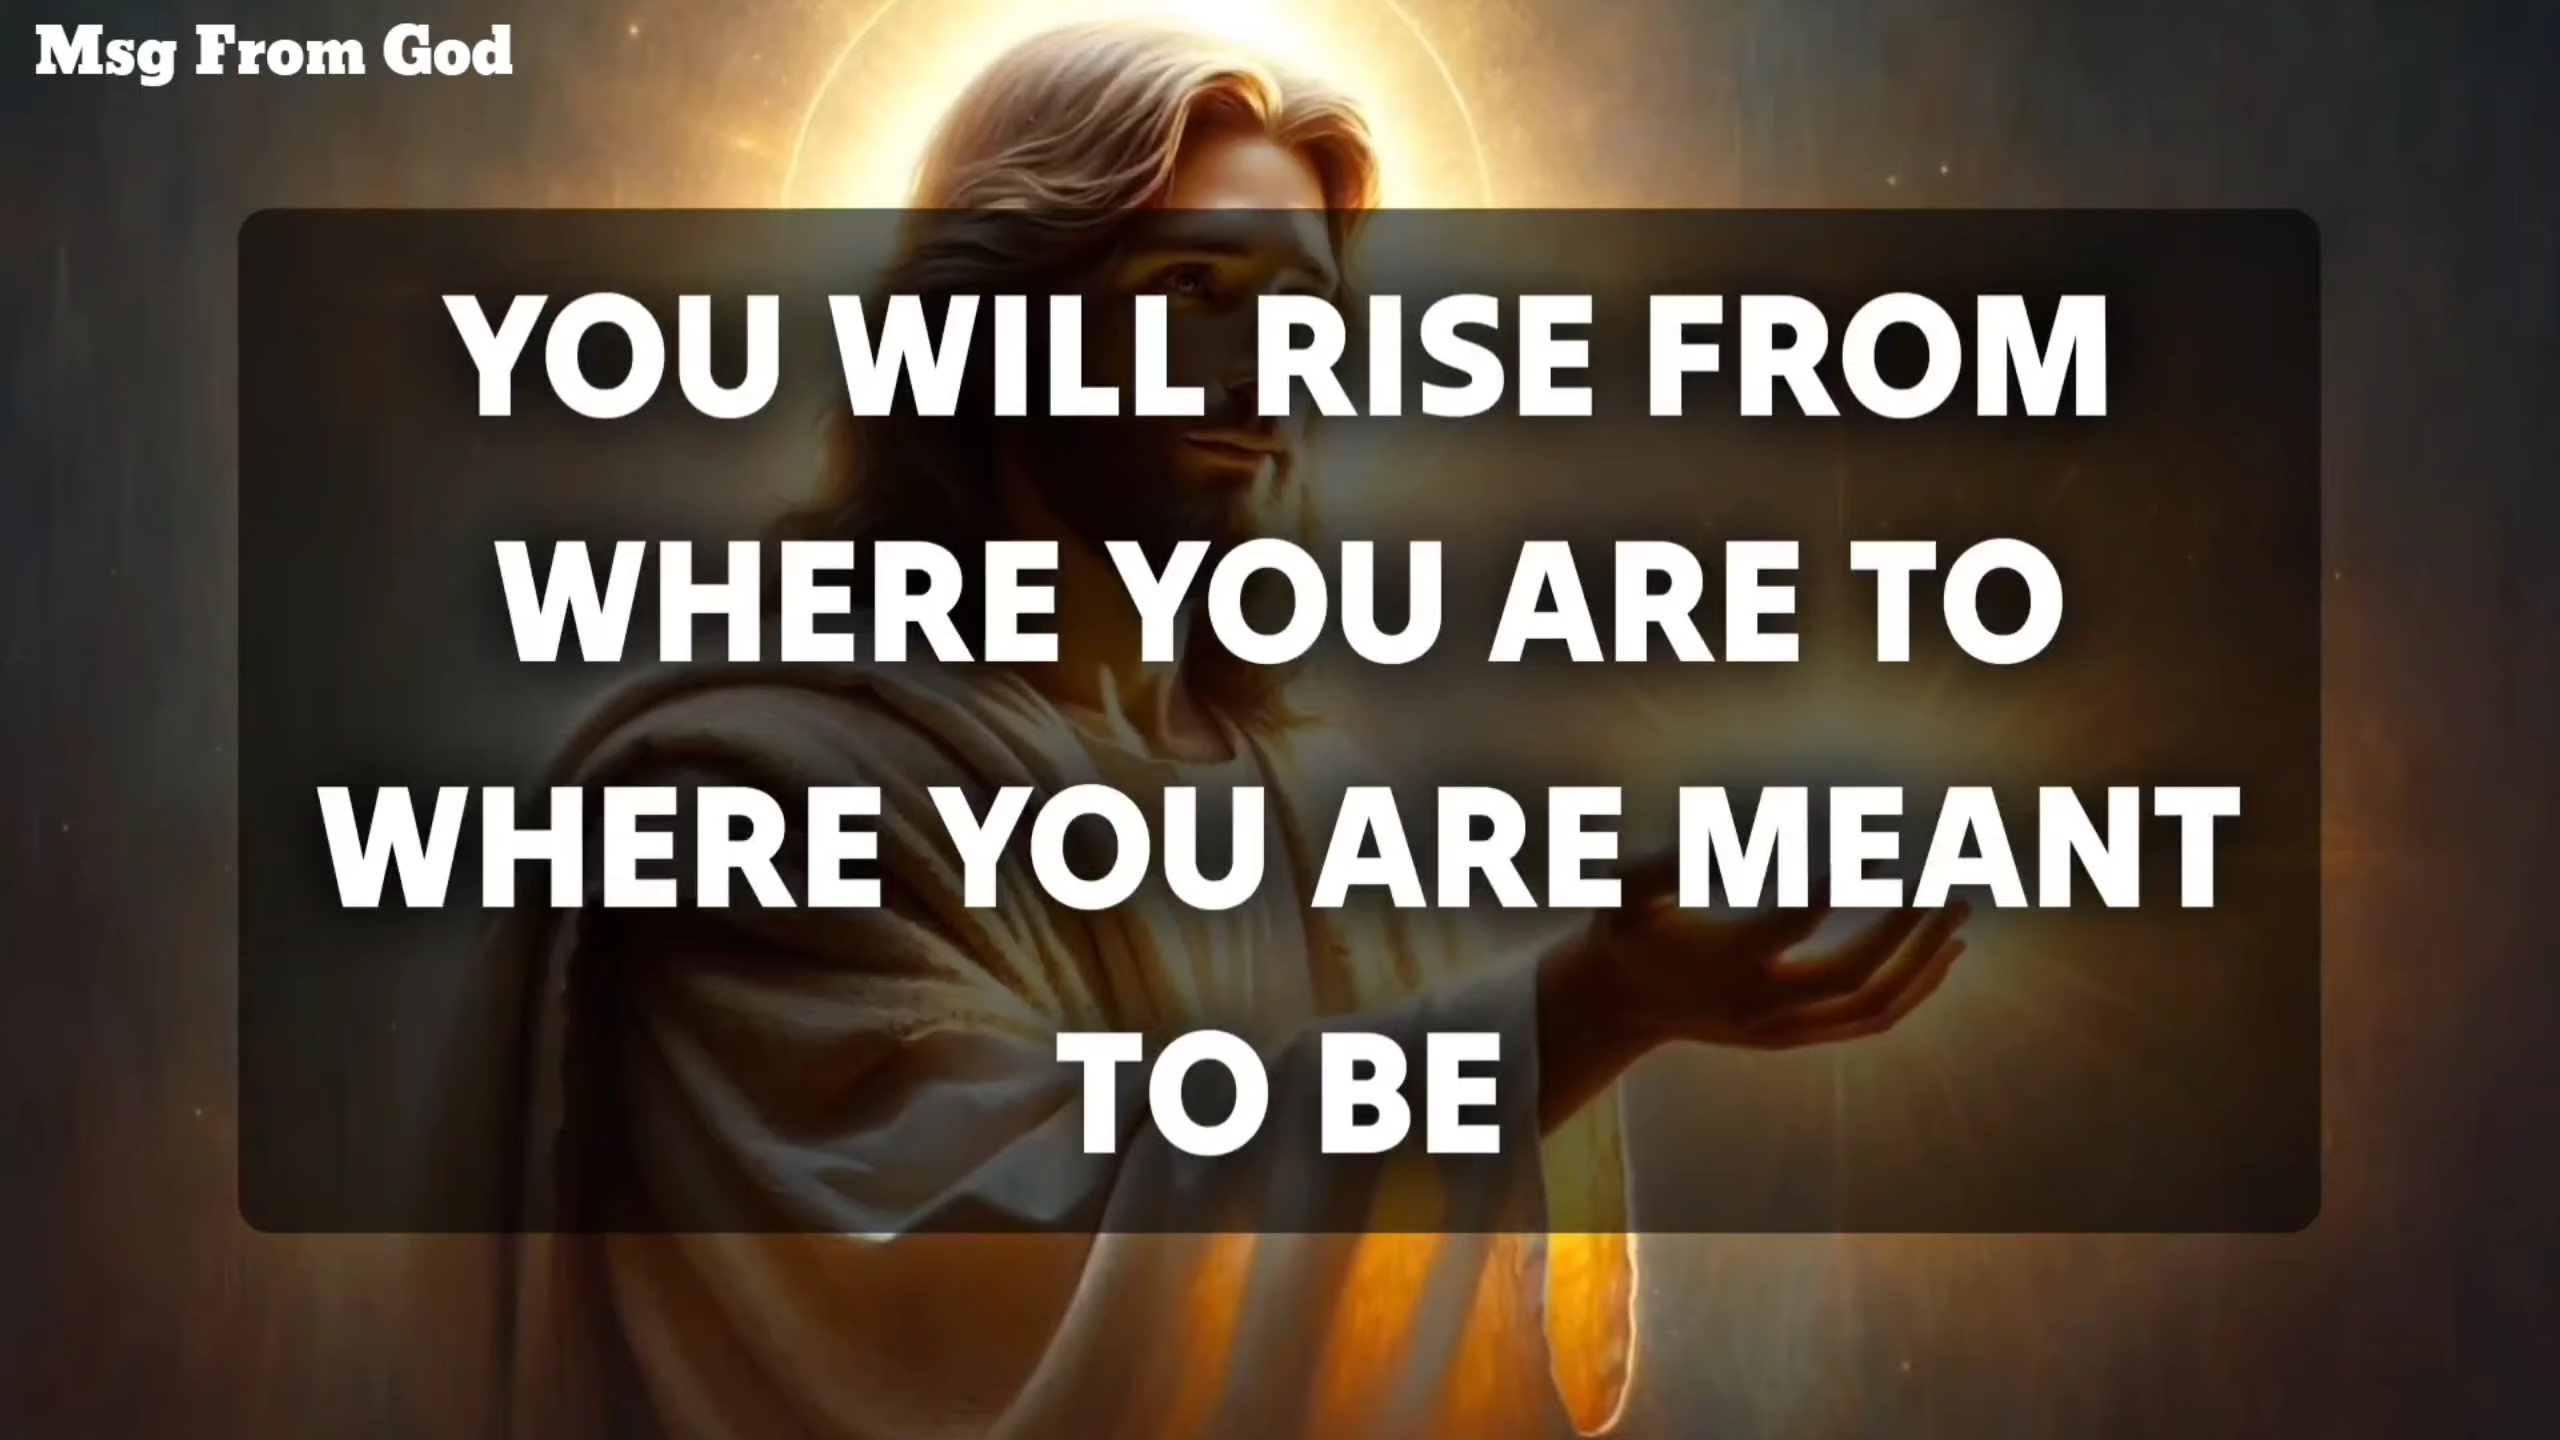 Msg From God
YOU WILL RISE FROM
WHERE YOU ARE TO
WHERE YOU ARE MEANT
TO BE